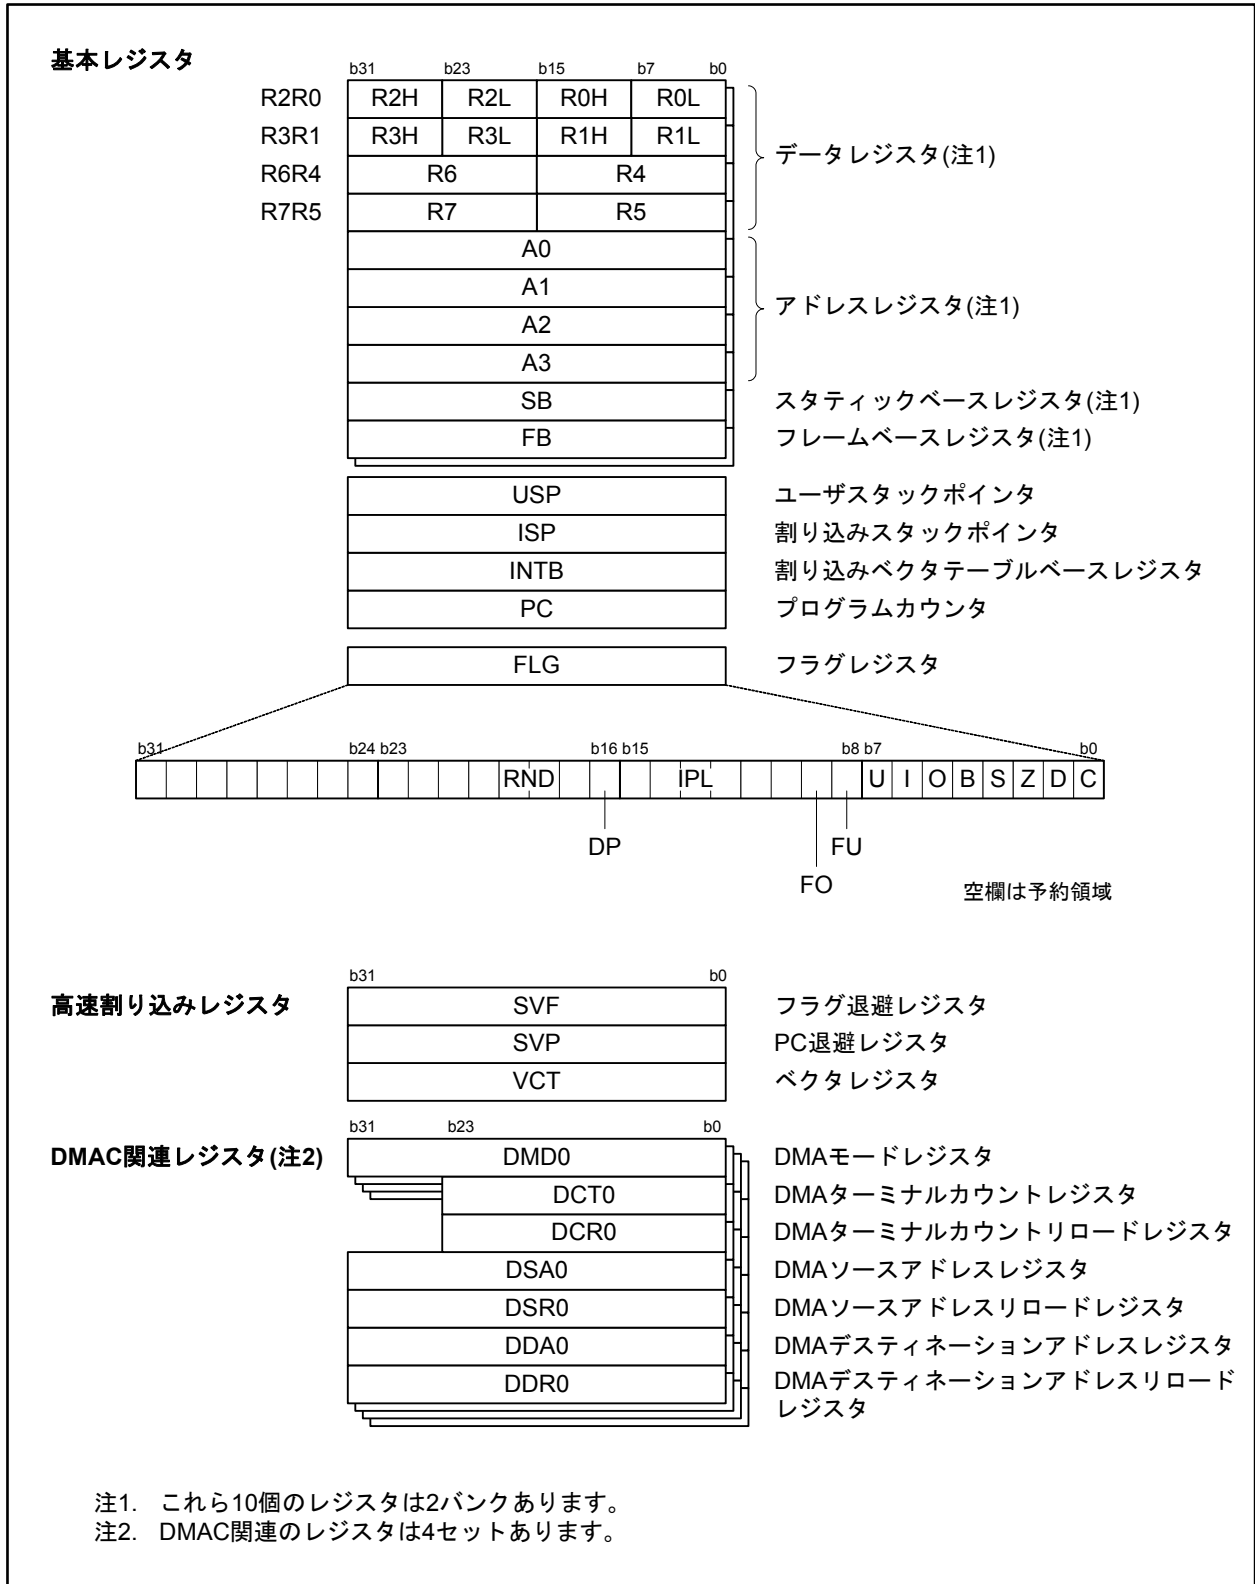 基本レジスタ
b31 b23 b15 b7 b0
R2R0 R2H R2L R0H R0L
R3R1 R3H R3L R1H R1L
データレジスタ(注1)
R6R4 R6 R4
R7R5 R7 R5
A0
A1
アドレスレジスタ(注1)
A2
A3
SB スタティックベースレジスタ(注1)
FB フレームベースレジスタ(注1)
USP ユーザスタックポインタ
ISP 割り込みスタックポインタ
INTB 割り込みベクタテーブルベースレジスタ
PC プログラムカウンタ
FLG フラグレジスタ
b31 b24 b23 b16 b15 b8 b7 b0
RND IPL U I O B S Z D C
DP FU
FO
空欄は予約領域
b31 b0
高速割り込みレジスタ SVF フラグ退避レジスタ
SVP PC退避レジスタ
VCT ベクタレジスタ
b31 b23 b0
DMAC関連レジスタ(注2) DMD0 DMAモードレジスタ
DCT0 DMAターミナルカウントレジスタ
DCR0 DMAターミナルカウントリロードレジスタ
DSA0 DMAソースアドレスレジスタ
DSR0 DMAソースアドレスリロードレジスタ
DDA0 DMAデスティネーションアドレスレジスタ
DDR0 DMAデスティネーションアドレスリロード
レジスタ
注1. これら10個のレジスタは2バンクあります。
注2. DMAC関連のレジスタは4セットあります。